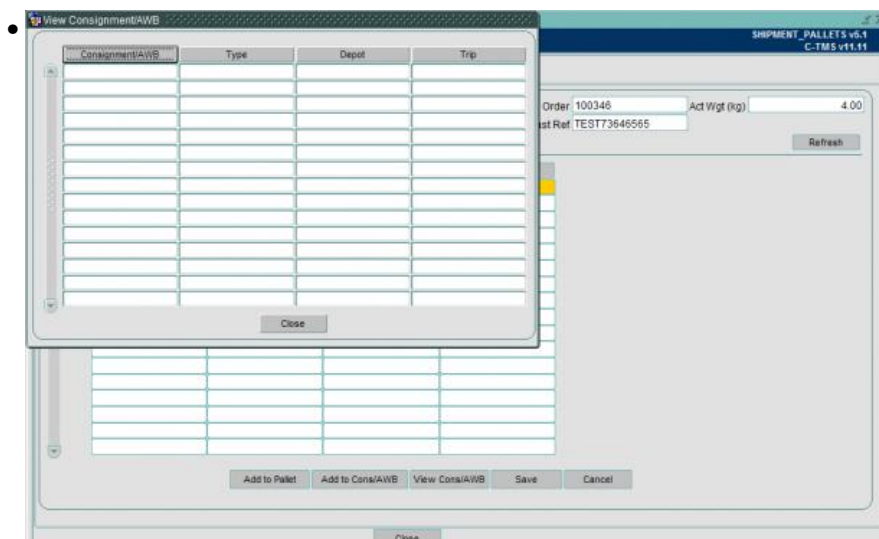 View Consignment/AWB
SHIPMENT_PALLETS v5.1
C-TMS v11.11
Consignment/AWB Type Depot Trip
Order 100346 Act Wgt (kg) 4.00
ust Ref TEST73646565
Refresh
Close
Add to Pallet Add to Cons/AWB View Cons/AWB Save Cancel
Close